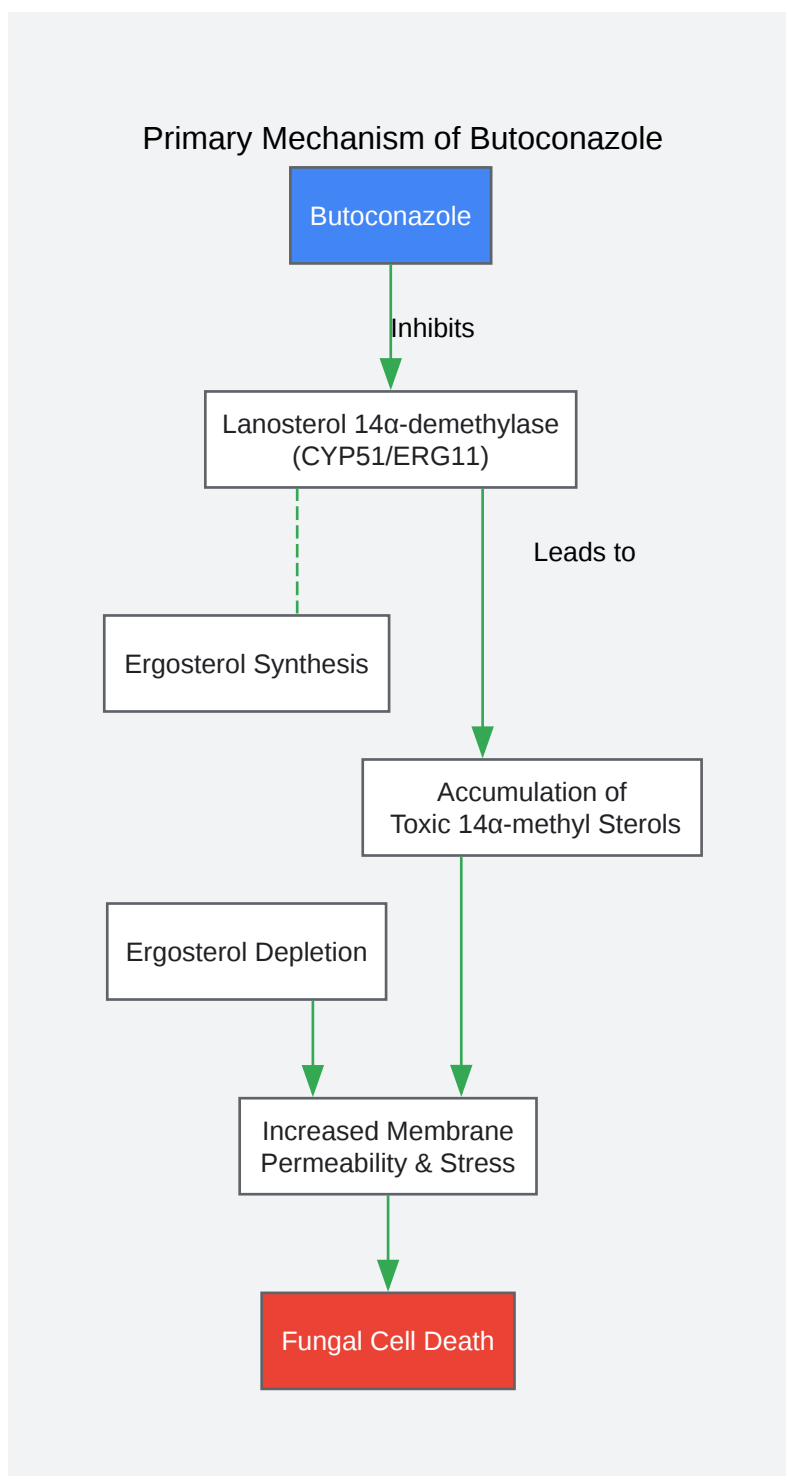 Primary Mechanism of Butoconazole
Butoconazole
Inhibits
Lanosterol 14α-demethylase
(CYP51/ERG11)
Leads to
Ergosterol Synthesis
Accumulation of
Toxic 14α-methyl Sterols
Ergosterol Depletion
Increased Membrane
Permeability & Stress
Fungal Cell Death